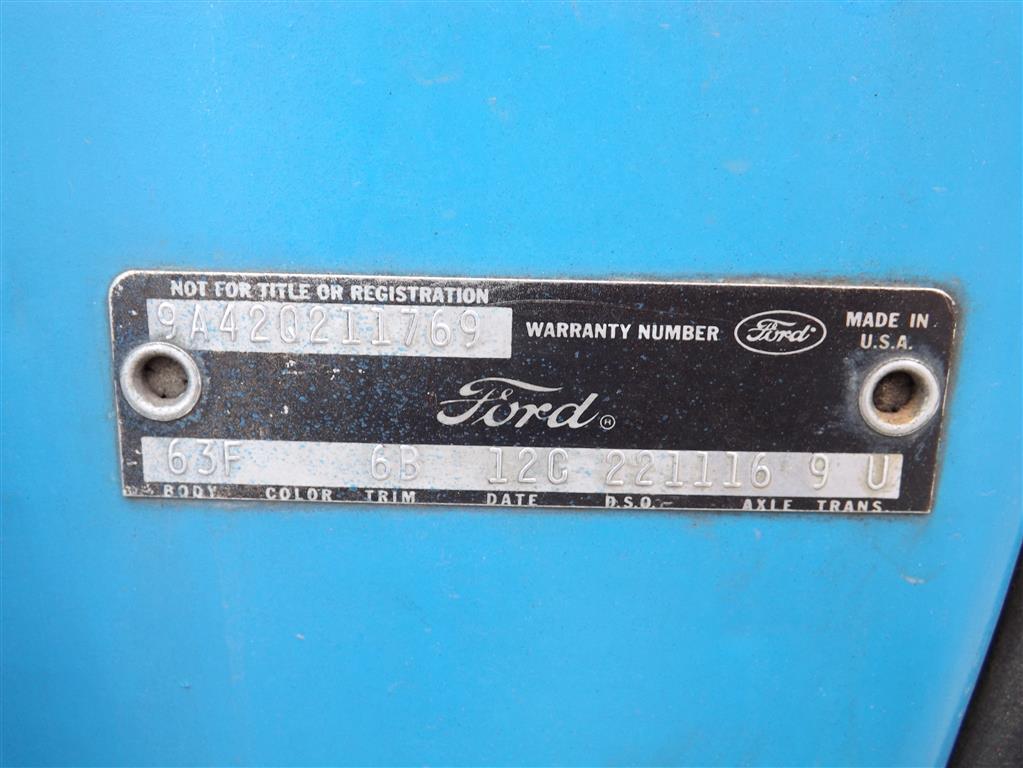 NOT FOR TITLE OR REGISTRATION
9A42Q211769
WARRANTY NUMBER
Ford
MADE IN
U.S.A.
Ford
63F 6B 12C 221116 9 U
BODY COLOR TRIM DATE D.S.O. AXLE TRANS.